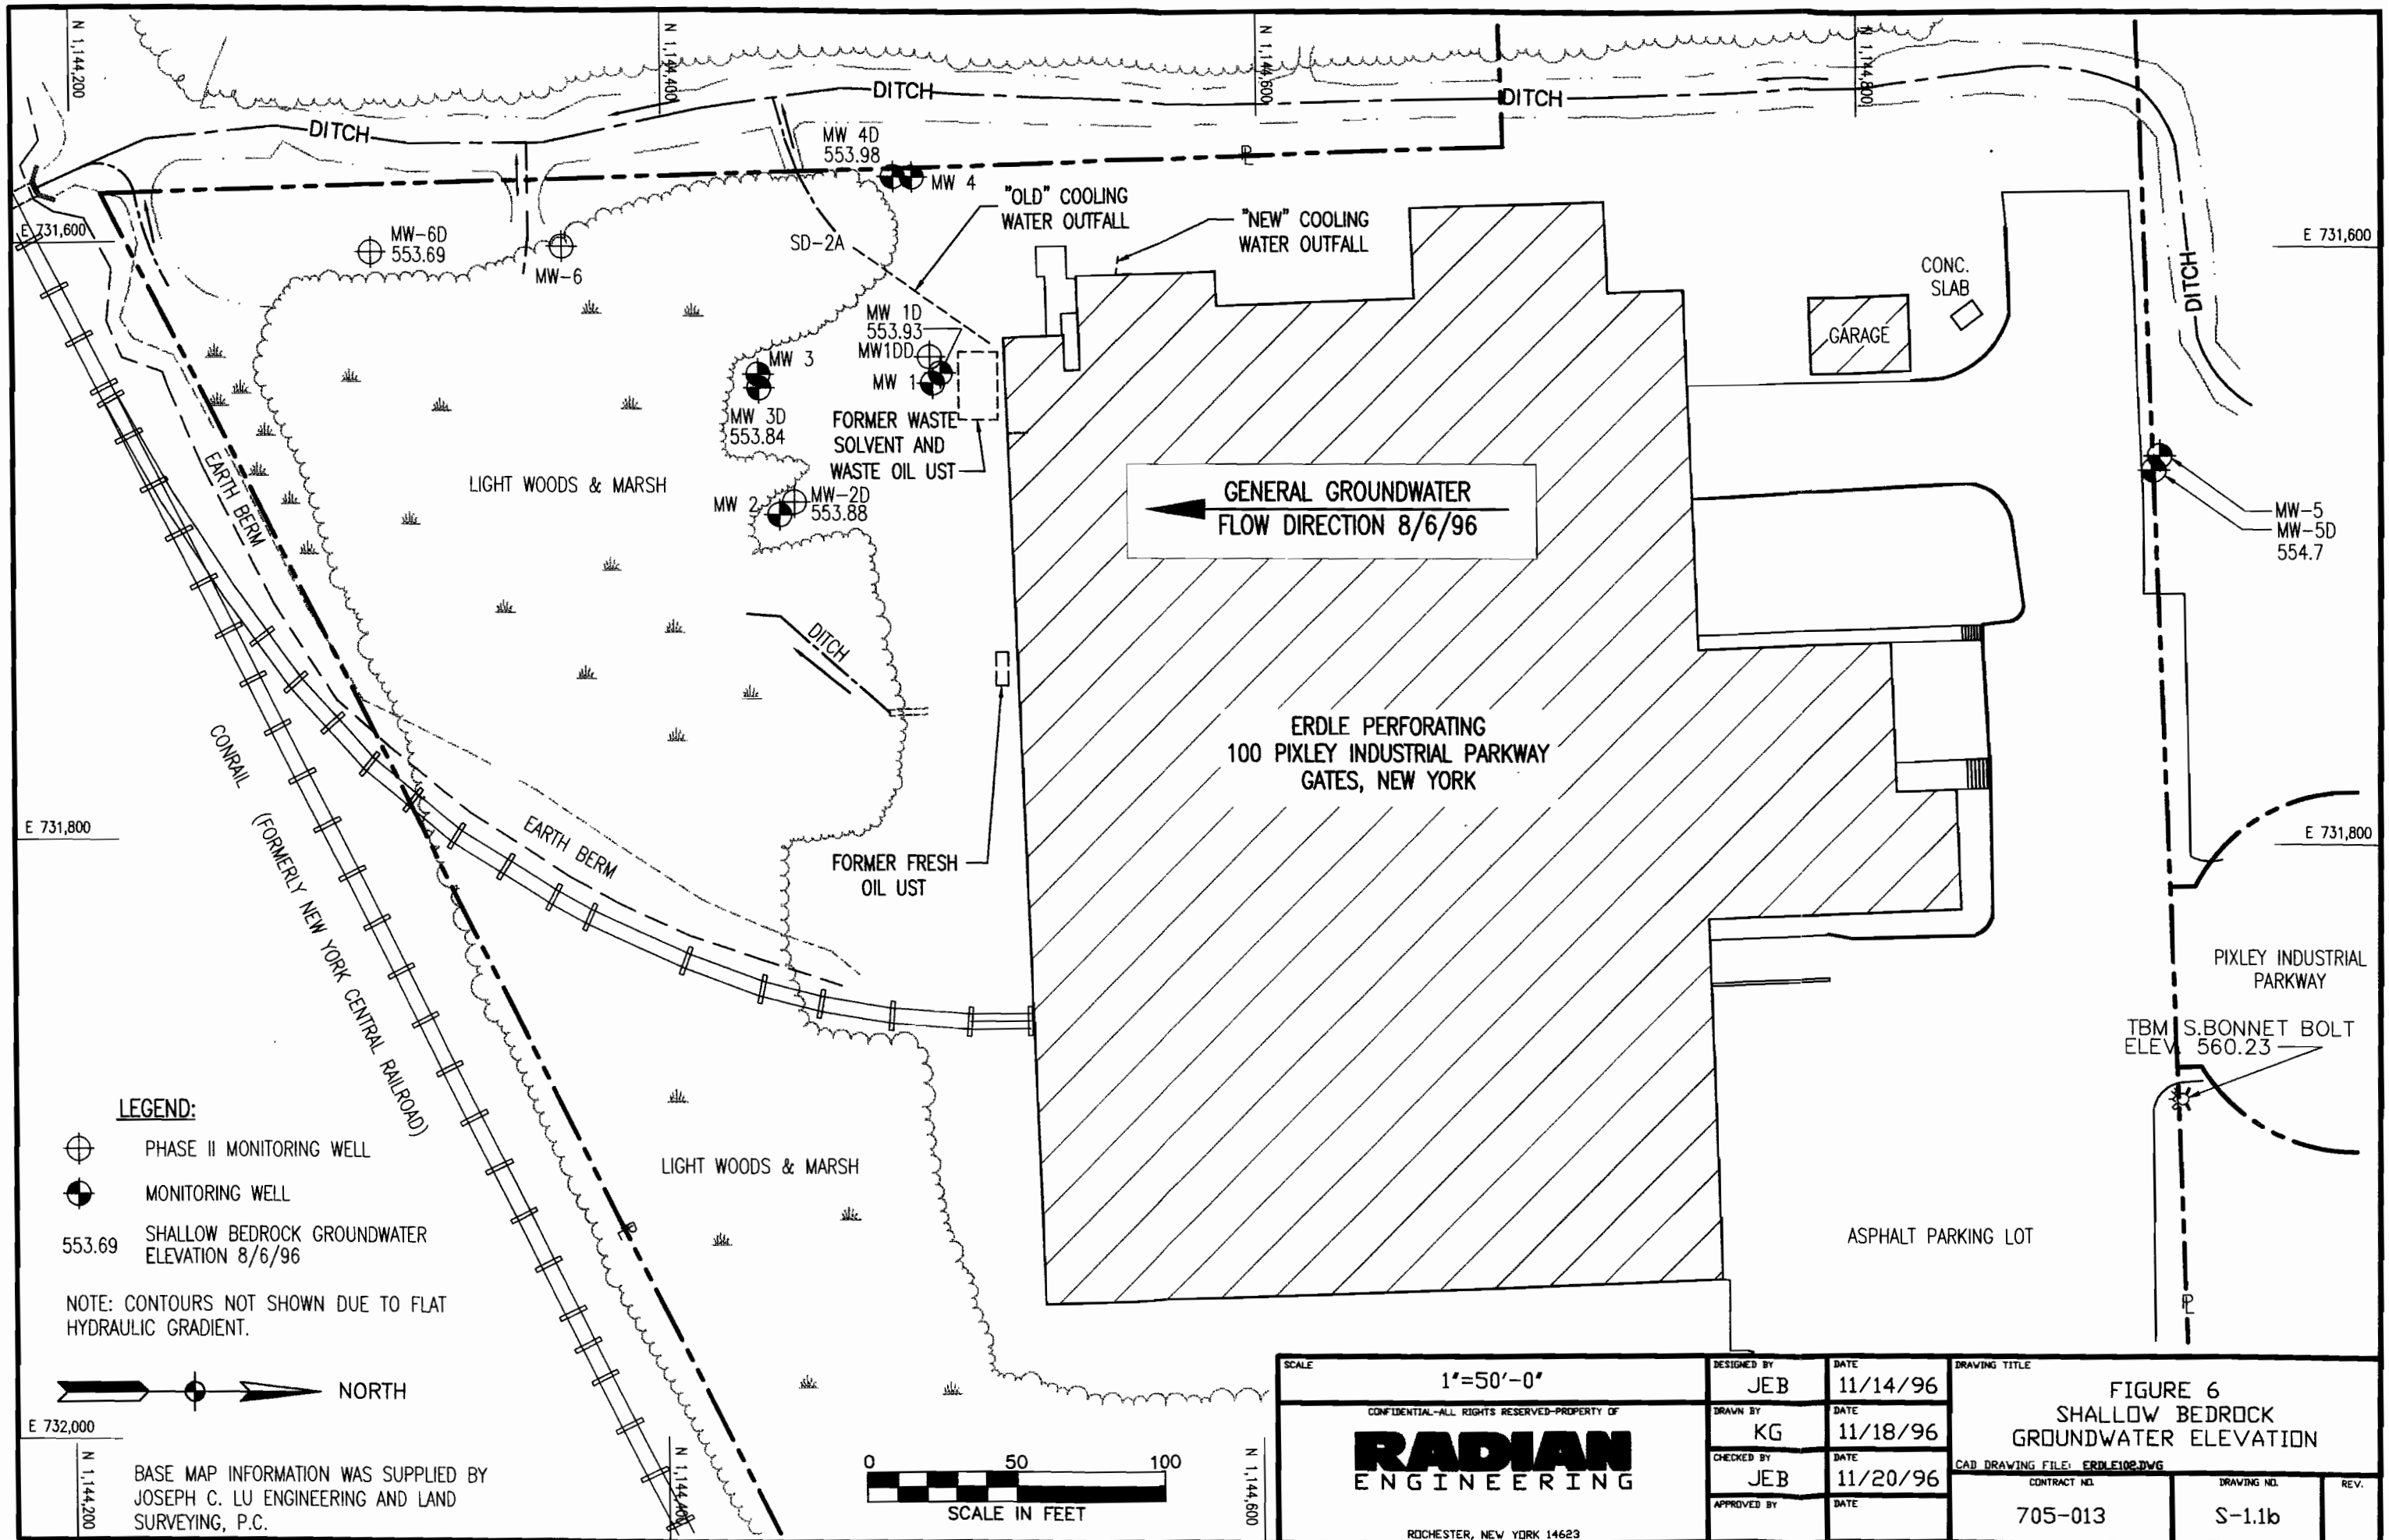 N 1,144,200
N 1,144,400
N 1,144,600
N 1,144,800
DITCH
DITCH
DITCH
DITCH
E 731,600
E 731,600
MW-6D
553.69
MW-6
MW 4D
553.98
MW 4
"OLD" COOLING
WATER OUTFALL
"NEW" COOLING
WATER OUTFALL
SD-2A
PL
CONC.
SLAB
GARAGE
MW 1D
553.93
MW1DD
MW 1
MW 3
MW 3D
553.84
FORMER WASTE
SOLVENT AND
WASTE OIL UST
MW 2
MW-2D
553.88
LIGHT WOODS & MARSH
EARTH BERM
GENERAL GROUNDWATER
FLOW DIRECTION 8/6/96
MW-5
MW-5D
554.7
DITCH
ERDLE PERFORATING
100 PIXLEY INDUSTRIAL PARKWAY
GATES, NEW YORK
CONRAIL (FORMERLY NEW YORK CENTRAL RAILROAD)
E 731,800
E 731,800
EARTH BERM
FORMER FRESH
OIL UST
PIXLEY INDUSTRIAL
PARKWAY
TBM S.BONNET BOLT
ELEV. 560.23
LIGHT WOODS & MARSH
PL
ASPHALT PARKING LOT
PL
LEGEND:
PHASE II MONITORING WELL
MONITORING WELL
553.69 SHALLOW BEDROCK GROUNDWATER
ELEVATION 8/6/96
NOTE: CONTOURS NOT SHOWN DUE TO FLAT
HYDRAULIC GRADIENT.
NORTH
E 732,000
N 1,144,200
N 1,144,400
N 1,144,600
BASE MAP INFORMATION WAS SUPPLIED BY
JOSEPH C. LU ENGINEERING AND LAND
SURVEYING, P.C.
0 50 100
SCALE IN FEET
SCALE
1"=50'-0"
CONFIDENTIAL-ALL RIGHTS RESERVED-PROPERTY OF
RADIAN
ENGINEERING
ROCHESTER, NEW YORK 14623
DESIGNED BY
JEB
DATE
11/14/96
DRAWN BY
KG
DATE
11/18/96
CHECKED BY
JEB
DATE
11/20/96
APPROVED BY
DATE
DRAWING TITLE
FIGURE 6
SHALLOW BEDROCK
GROUNDWATER ELEVATION
CAD DRAWING FILE: ERDLE102.DWG
CONTRACT NO.
705-013
DRAWING NO.
S-1.1b
REV.